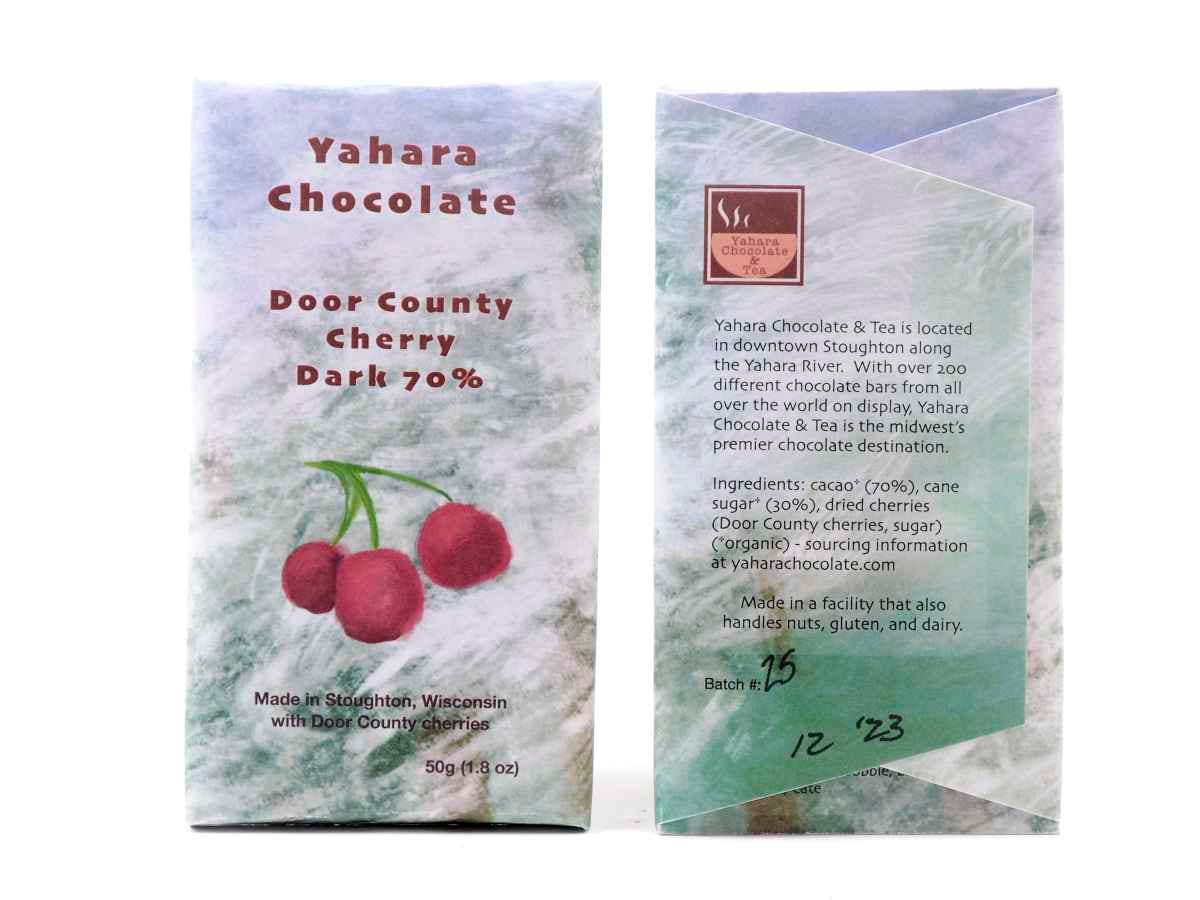 Yahara
Chocolate
Door County
Cherry
Dark 70%
Made in Stoughton, Wisconsin
with Door County cherries
50g (1.8 oz)
Yahara
Chocolate
&
Tea
Yahara Chocolate & Tea is located
in downtown Stoughton along
the Yahara River. With over 200
different chocolate bars from all
over the world on display, Yahara
Chocolate & Tea is the midwest's
premier chocolate destination.
Ingredients: cacao* (70%), cane
sugar* (30%), dried cherries
(Door County cherries, sugar)
(*organic) - sourcing information
at yaharachocolate.com
Made in a facility that also
handles nuts, gluten, and dairy.
Batch #: 25
12 '23